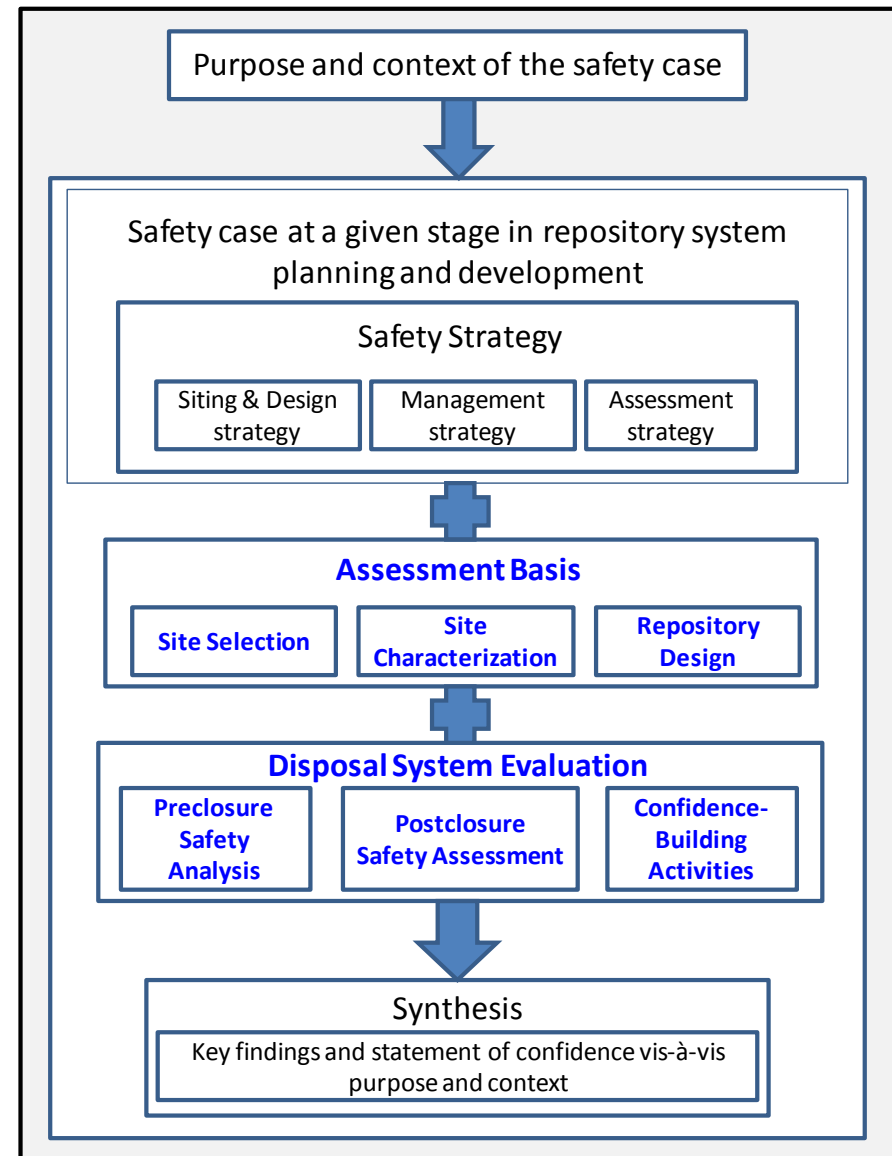 Purpose and context of the safety case
Safety case at a given stage in repository system
planning and development
Safety Strategy
Siting & Design
strategy
Management
strategy
Assessment
strategy
Assessment Basis
Site Selection
Site
Characterization
Repository
Design
Disposal System Evaluation
Preclosure
Safety
Analysis
Postclosure
Safety Assessment
Confidence-
Building
Activities
Synthesis
Key findings and statement of confidence vis-à-vis
purpose and context